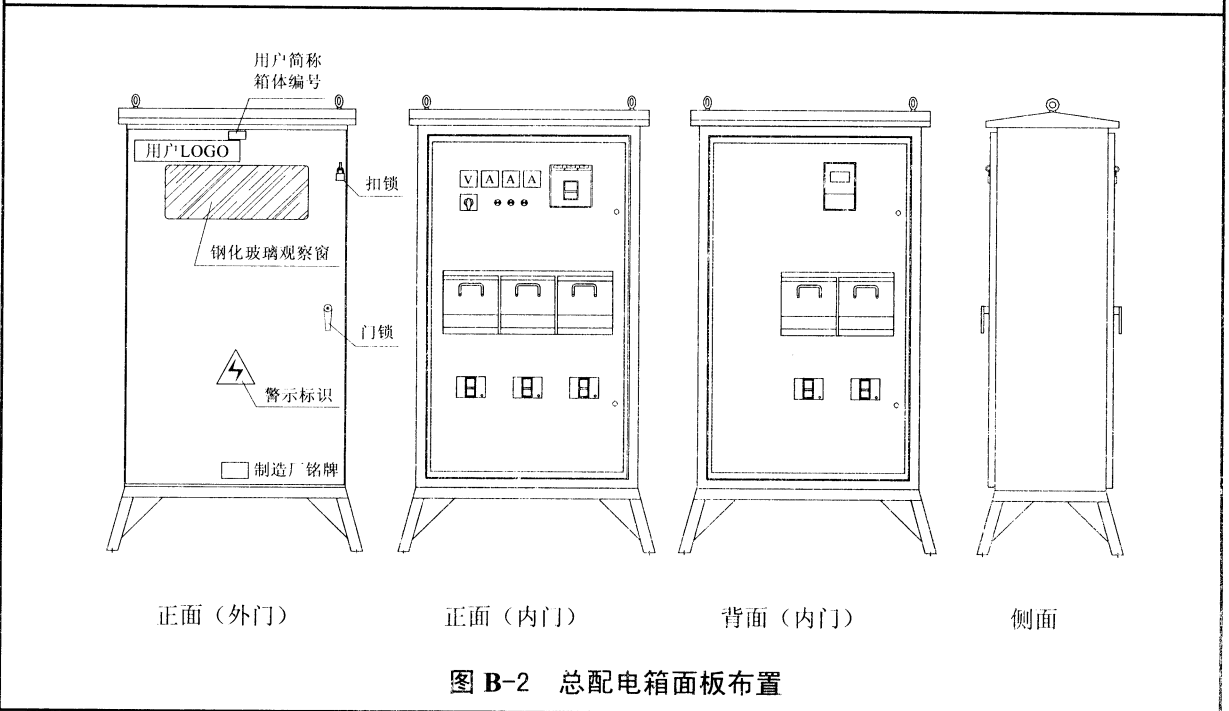 用户简称
箱体编号
用户LOGO
扣锁
V A A A
钢化玻璃观察窗
门锁
警示标识
制造厂铭牌
正面（外门）
正面（内门）
背面（内门）
侧面
图 B-2 总配电箱面板布置